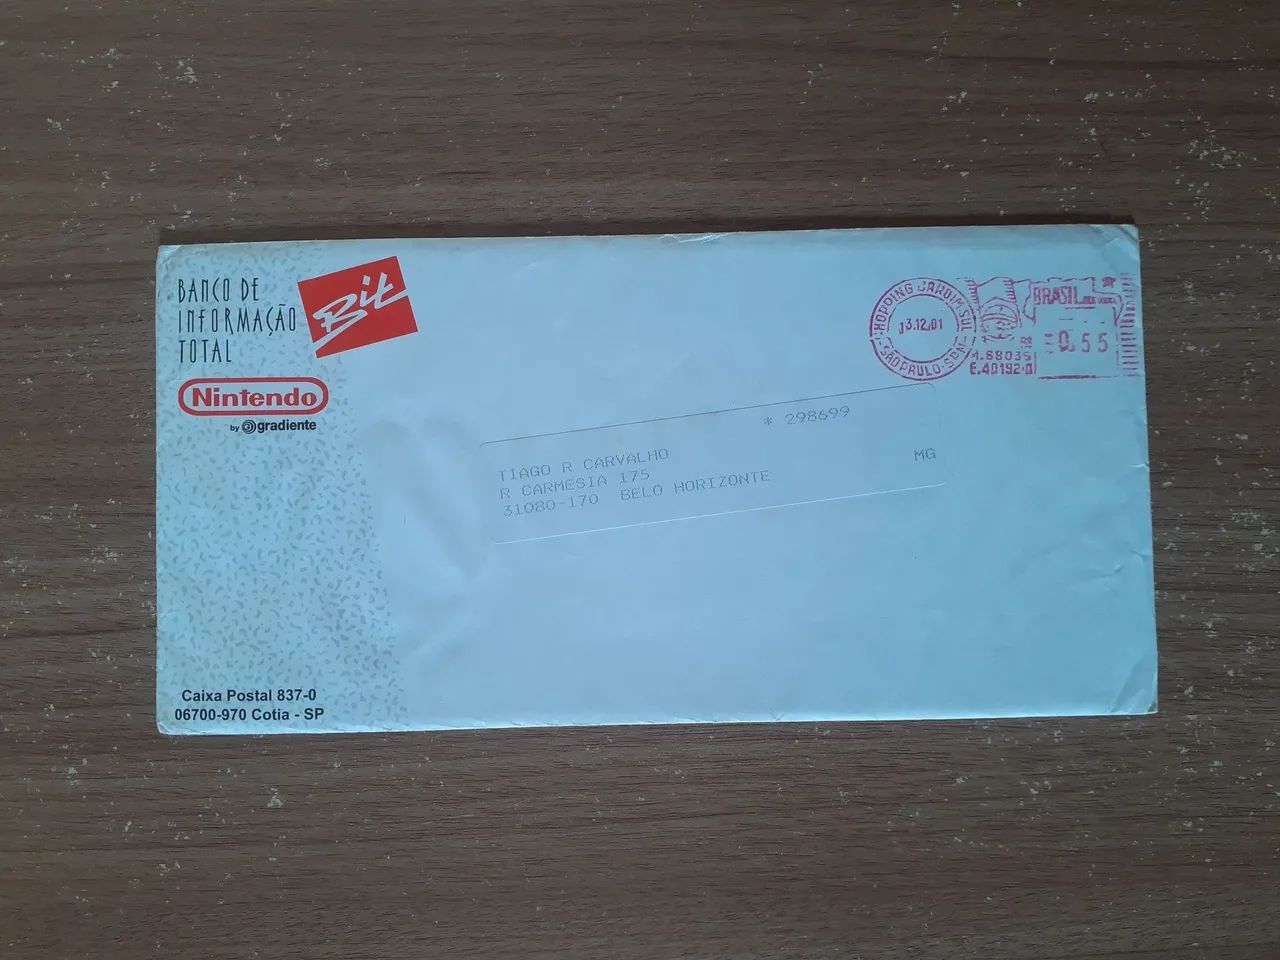 BANCO DE
INFORMAÇÃO
TOTAL
Bit
Nintendo
by gradiente
SHOPPING JARDIM SUL
13.12.01
SÃO PAULO-SPM
BRASIL
R$
0.55
M.68035
E.40192-0
* 298699
TIAGO R CARVALHO
R CARMESIA 175
31080-170 BELO HORIZONTE MG
Caixa Postal 837-0
06700-970 Cotia - SP